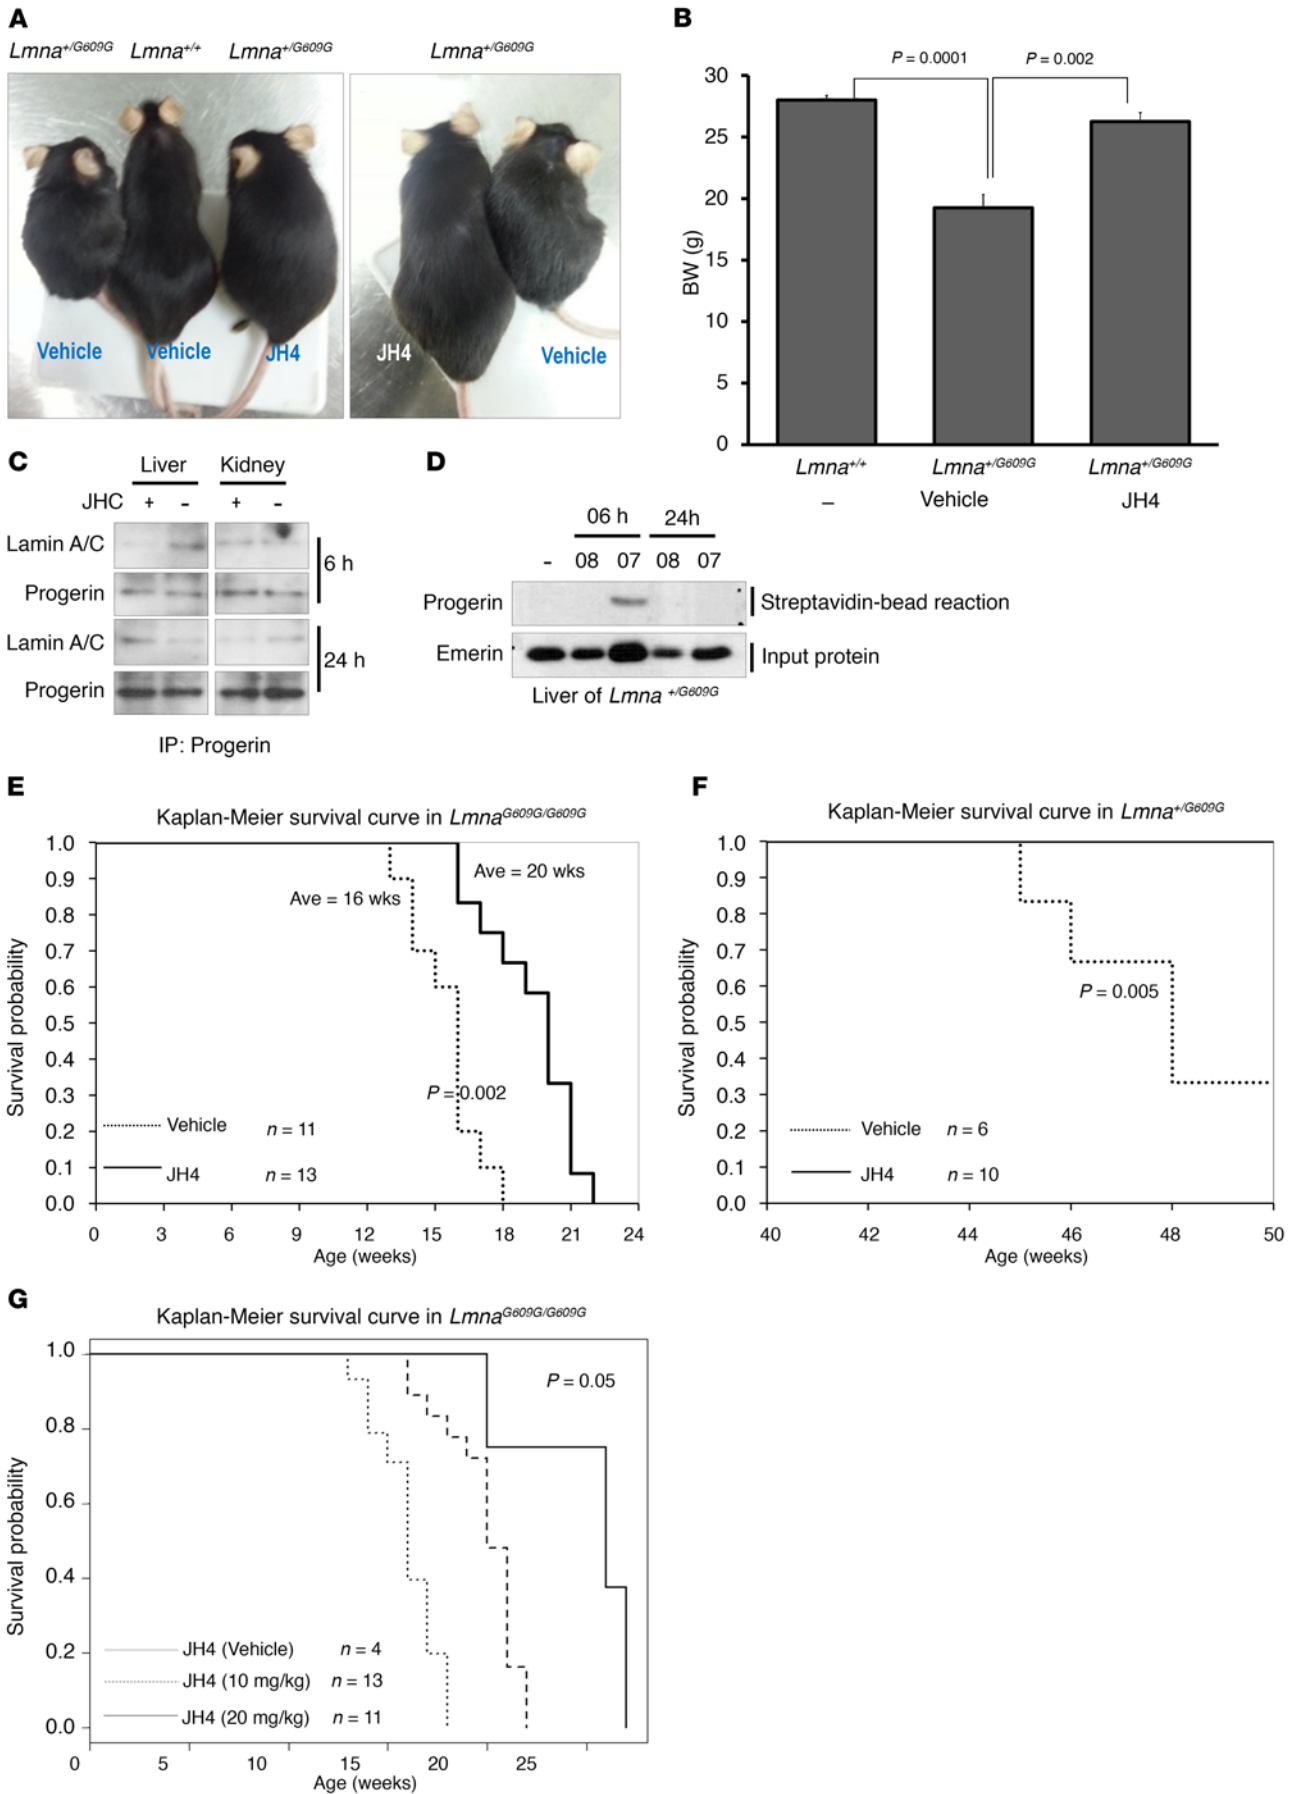 A
Lmna+/G609G Lmna+/+ Lmna+/G609G
Lmna+/G609G
Vehicle Vehicle JH4
JH4 Vehicle
B
P = 0.0001 P = 0.002
30
25
20
15
10
5
0
BW (g)
Lmna+/+ Lmna+/G609G Lmna+/G609G
– Vehicle JH4
C
Liver Kidney
JHC + - + -
Lamin A/C
Progerin
6 h
Lamin A/C
Progerin
24 h
IP: Progerin
D
06 h 24h
- 08 07 08 07
Progerin
Streptavidin-bead reaction
Emerin
Input protein
Liver of Lmna +/G609G
E
Kaplan-Meier survival curve in LmnaG609G/G609G
1.0
0.9
0.8
0.7
0.6
0.5
0.4
0.3
0.2
0.1
0.0
Survival probability
Ave = 20 wks
Ave = 16 wks
P = 0.002
Vehicle n = 11
JH4 n = 13
0 3 6 9 12 15 18 21 24
Age (weeks)
F
Kaplan-Meier survival curve in Lmna+/G609G
1.0
0.9
0.8
0.7
0.6
0.5
0.4
0.3
0.2
0.1
0.0
Survival probability
P = 0.005
Vehicle n = 6
JH4 n = 10
40 42 44 46 48 50
Age (weeks)
G
Kaplan-Meier survival curve in LmnaG609G/G609G
1.0
0.8
0.6
0.4
0.2
0.0
Survival probability
P = 0.05
JH4 (Vehicle) n = 4
JH4 (10 mg/kg) n = 13
JH4 (20 mg/kg) n = 11
0 5 10 15 20 25
Age (weeks)